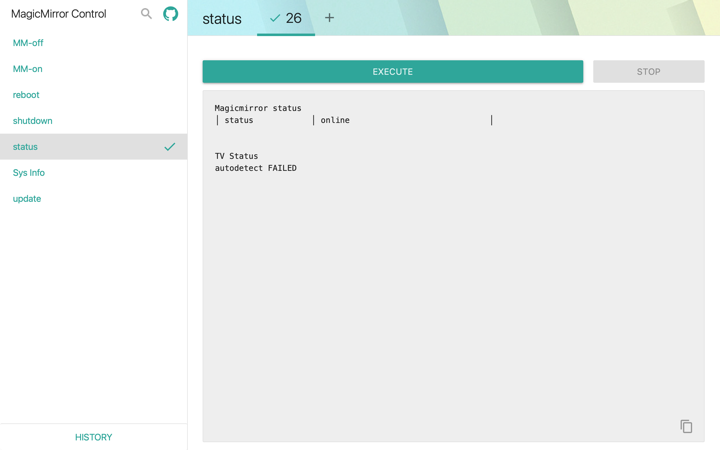 MagicMirror Control
MM-off
MM-on
reboot
shutdown
status
Sys Info
update
HISTORY
status
26
EXECUTE
STOP
Magicmirror status
│ status │ online │
TV Status
autodetect FAILED